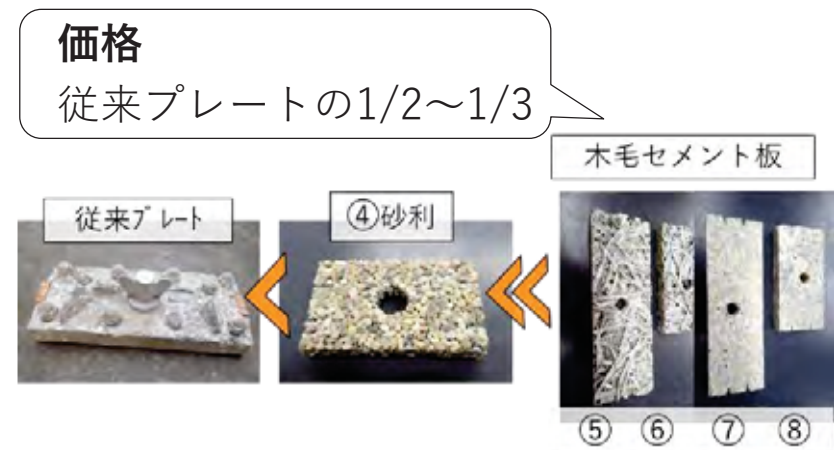 価格
従来プレートの1/2～1/3
木毛セメント板
従来プレート
④砂利
⑤ ⑥ ⑦ ⑧